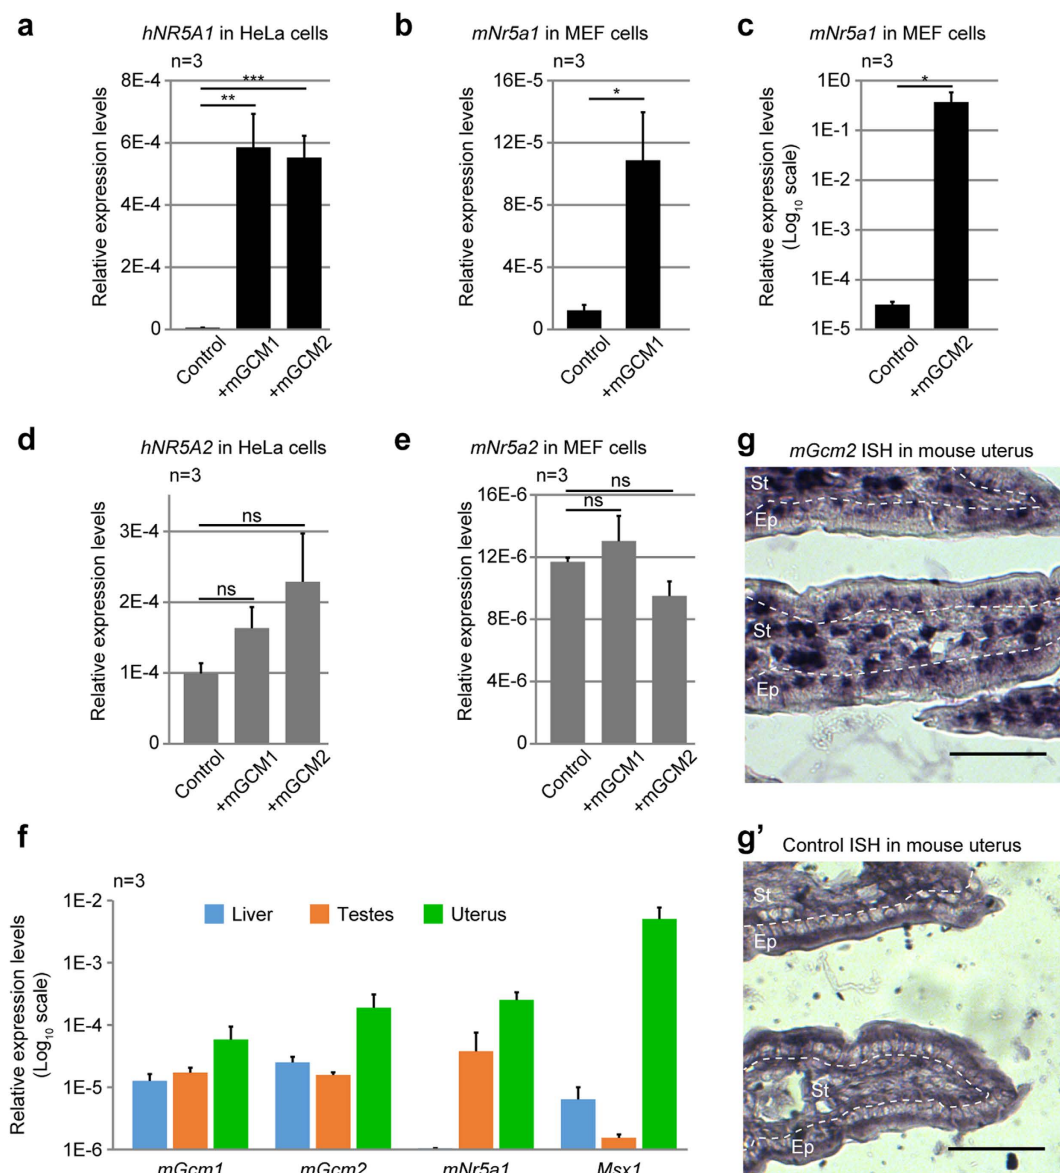 a
hNR5A1 in HeLa cells
n=3
Relative expression levels
8E-4
6E-4
4E-4
2E-4
0
***
**
Control
+mGCM1
+mGCM2
b
mNr5a1 in MEF cells
n=3
Relative expression levels
16E-5
12E-5
8E-5
4E-5
0
*
Control
+mGCM1
c
mNr5a1 in MEF cells
n=3
Relative expression levels
(Log10 scale)
1E0
1E-1
1E-2
1E-3
1E-4
1E-5
*
Control
+mGCM2
d
hNR5A2 in HeLa cells
n=3
Relative expression levels
3E-4
2E-4
1E-4
0
ns
ns
Control
+mGCM1
+mGCM2
e
mNr5a2 in MEF cells
n=3
Relative expression levels
16E-6
12E-6
8E-6
4E-6
0
ns
ns
Control
+mGCM1
+mGCM2
g
mGcm2 ISH in mouse uterus
St
Ep
St
Ep
f
n=3
Relative expression levels
(Log10 scale)
1E-2
1E-3
1E-4
1E-5
1E-6
Liver
Testes
Uterus
mGcm1
mGcm2
mNr5a1
Msx1
g'
Control ISH in mouse uterus
St
Ep
St
Ep